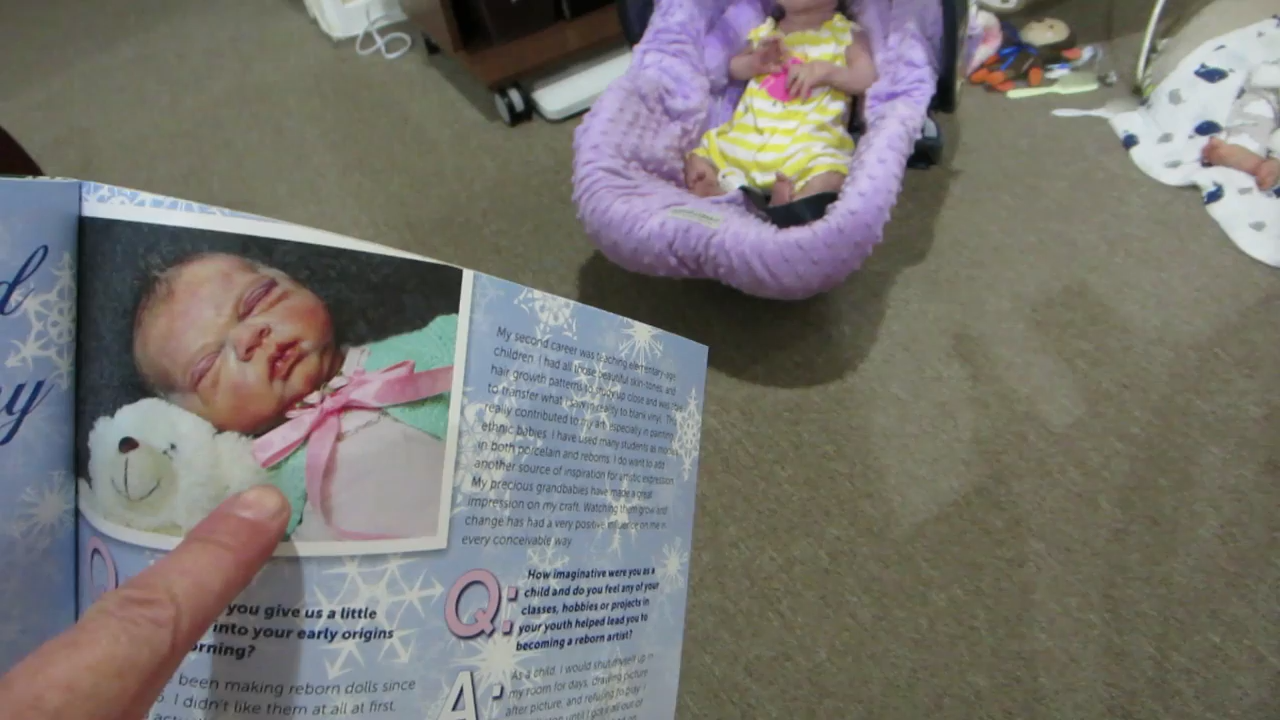 d
y
My second career was teaching elementary-age
children. I had all those beautiful skin-tones and
hair growth patterns to study up close and was
to transfer what I saw in reality to blank vinyl. This
really contributed to my art, especially in painting
ethnic babies. I have used many students as models
in both porcelain and reborns. I do want to add
another source of inspiration for artistic expression.
My precious grandbabies have made a great
impression on my craft. Watching them grow and
change has had a very positive influence on me in
every conceivable way.
Q
you give us a little
into your early origins
orning?
been making reborn dolls since
I didn't like them at all at first,
Q:
How imaginative were you as a
child and do you feel any of your
classes, hobbies or projects in
your youth helped lead you to
becoming a reborn artist?
A:
As a child, I would shut myself up in
my room for days, drawing picture
after picture, and refusing to play
until I got it all out of